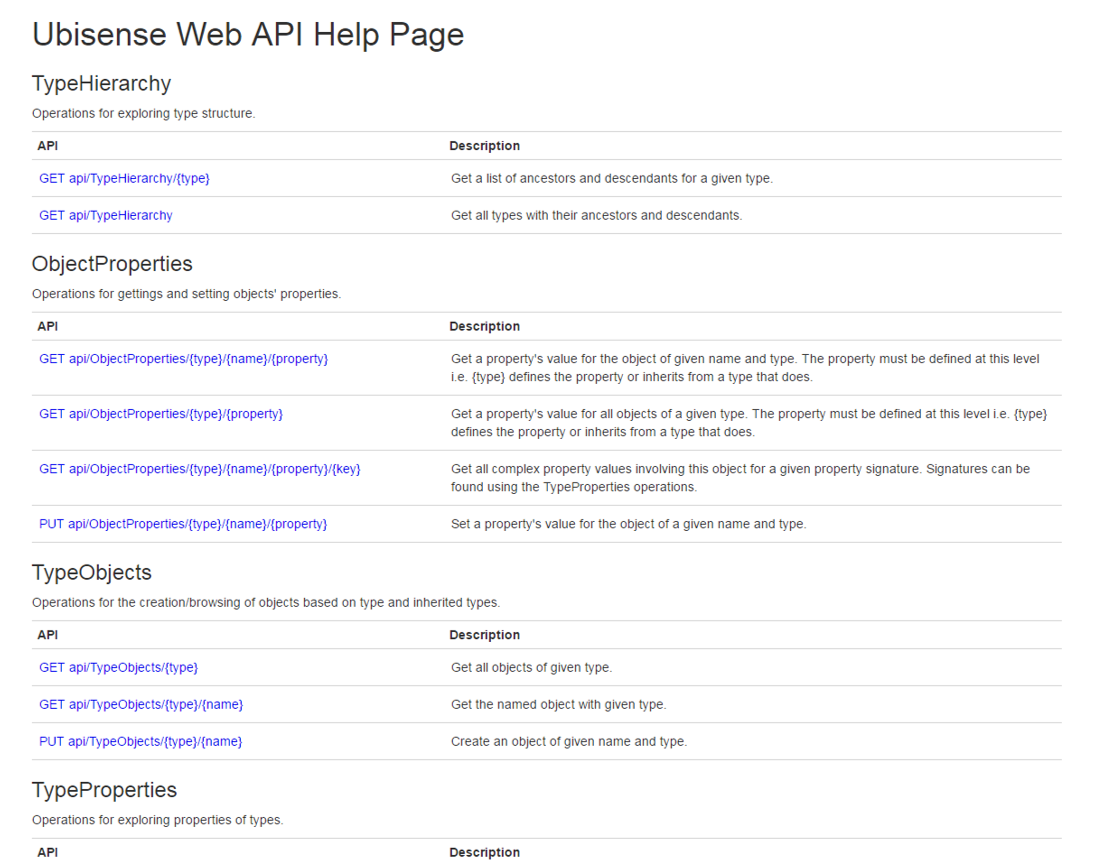 Ubisense Web API Help Page
TypeHierarchy
Operations for exploring type structure.
API Description
GET api/TypeHierarchy/{type} Get a list of ancestors and descendants for a given type.
GET api/TypeHierarchy Get all types with their ancestors and descendants.
ObjectProperties
Operations for gettings and setting objects' properties.
API Description
GET api/ObjectProperties/{type}/{name}/{property} Get a property's value for the object of given name and type. The property must be defined at this level
i.e. {type} defines the property or inherits from a type that does.
GET api/ObjectProperties/{type}/{property} Get a property's value for all objects of a given type. The property must be defined at this level i.e. {type}
defines the property or inherits from a type that does.
GET api/ObjectProperties/{type}/{name}/{property}/{key} Get all complex property values involving this object for a given property signature. Signatures can be
found using the TypeProperties operations.
PUT api/ObjectProperties/{type}/{name}/{property} Set a property's value for the object of a given name and type.
TypeObjects
Operations for the creation/browsing of objects based on type and inherited types.
API Description
GET api/TypeObjects/{type} Get all objects of given type.
GET api/TypeObjects/{type}/{name} Get the named object with given type.
PUT api/TypeObjects/{type}/{name} Create an object of given name and type.
TypeProperties
Operations for exploring properties of types.
API Description